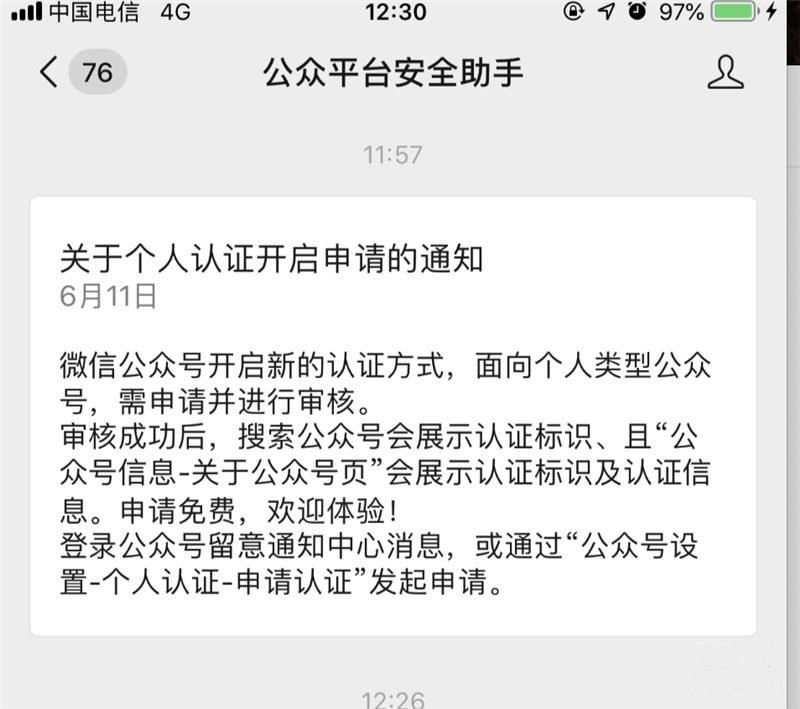 中国电信 4G 12:30 97%
76 公众平台安全助手
11:57
关于个人认证开启申请的通知
6月11日
微信公众号开启新的认证方式，面向个人类型公众
号，需申请并进行审核。
审核成功后，搜索公众号会展示认证标识、且“公
众号信息-关于公众号页”会展示认证标识及认证信
息。申请免费，欢迎体验！
登录公众号留意通知中心消息，或通过“公众号设
置-个人认证-申请认证”发起申请。
12:26